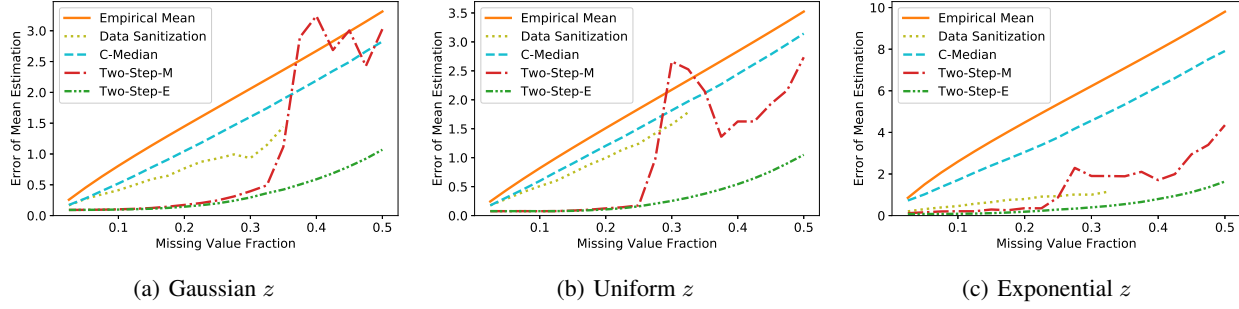 Error of Mean Estimation
3.0
2.5
2.0
1.5
1.0
0.5
0.0
Empirical Mean
Data Sanitization
C-Median
Two-Step-M
Two-Step-E
0.1 0.2 0.3 0.4 0.5
Missing Value Fraction
(a) Gaussian z
Error of Mean Estimation
3.5
3.0
2.5
2.0
1.5
1.0
0.5
0.0
Empirical Mean
Data Sanitization
C-Median
Two-Step-M
Two-Step-E
0.1 0.2 0.3 0.4 0.5
Missing Value Fraction
(b) Uniform z
Error of Mean Estimation
10
8
6
4
2
0
Empirical Mean
Data Sanitization
C-Median
Two-Step-M
Two-Step-E
0.1 0.2 0.3 0.4 0.5
Missing Value Fraction
(c) Exponential z